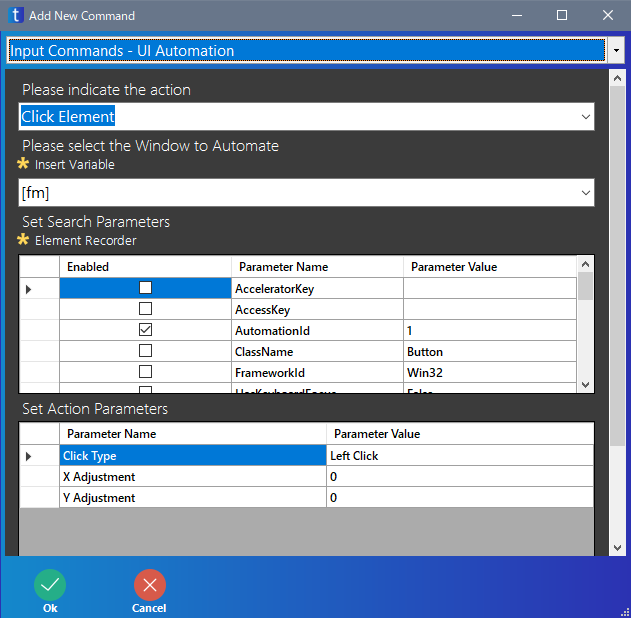 t Add New Command
Input Commands - UI Automation
Please indicate the action
Click Element
Please select the Window to Automate
Insert Variable
[fm]
Set Search Parameters
Element Recorder
Enabled Parameter Name Parameter Value
AcceleratorKey
AccessKey
AutomationId 1
ClassName Button
FrameworkId Win32
HasKeyboardFocus False
Set Action Parameters
Parameter Name Parameter Value
Click Type Left Click
X Adjustment 0
Y Adjustment 0
Ok Cancel